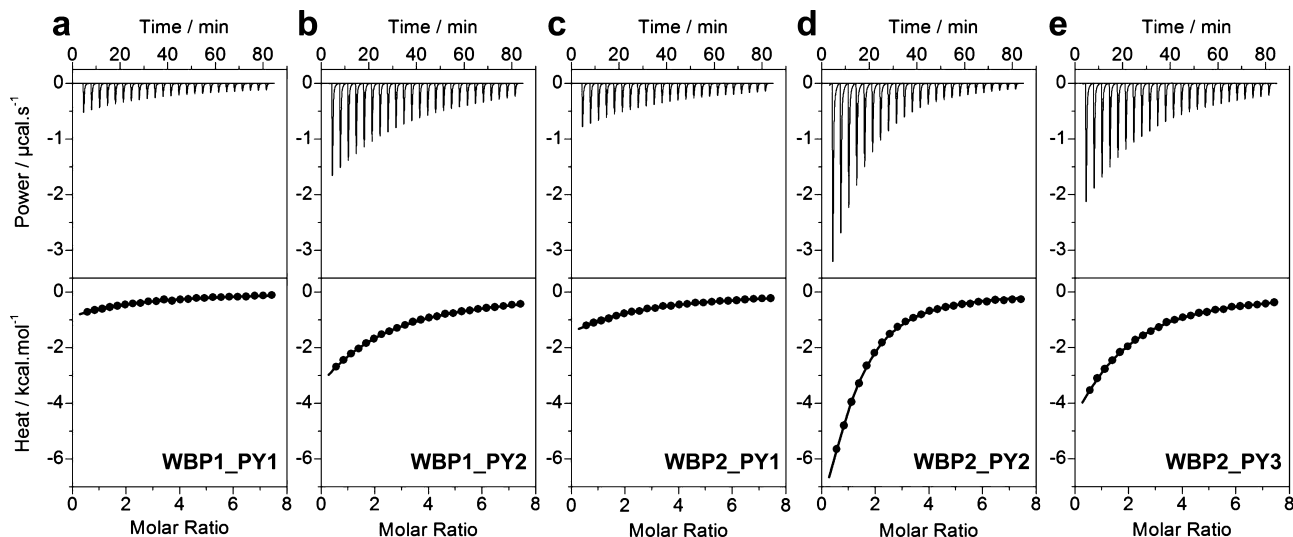 a
Time / min
0 20 40 60 80
b
Time / min
0 20 40 60 80
c
Time / min
0 20 40 60 80
d
Time / min
0 20 40 60 80
e
Time / min
0 20 40 60 80
Power / µcal.s-1
0
-1
-2
-3
0
-1
-2
-3
0
-1
-2
-3
0
-1
-2
-3
0
-1
-2
-3
Heat / kcal.mol-1
0
-2
-4
-6
WBP1_PY1
0 2 4 6 8
Molar Ratio
0
-2
-4
-6
WBP1_PY2
0 2 4 6 8
Molar Ratio
0
-2
-4
-6
WBP2_PY1
0 2 4 6 8
Molar Ratio
0
-2
-4
-6
WBP2_PY2
0 2 4 6 8
Molar Ratio
0
-2
-4
-6
WBP2_PY3
0 2 4 6 8
Molar Ratio